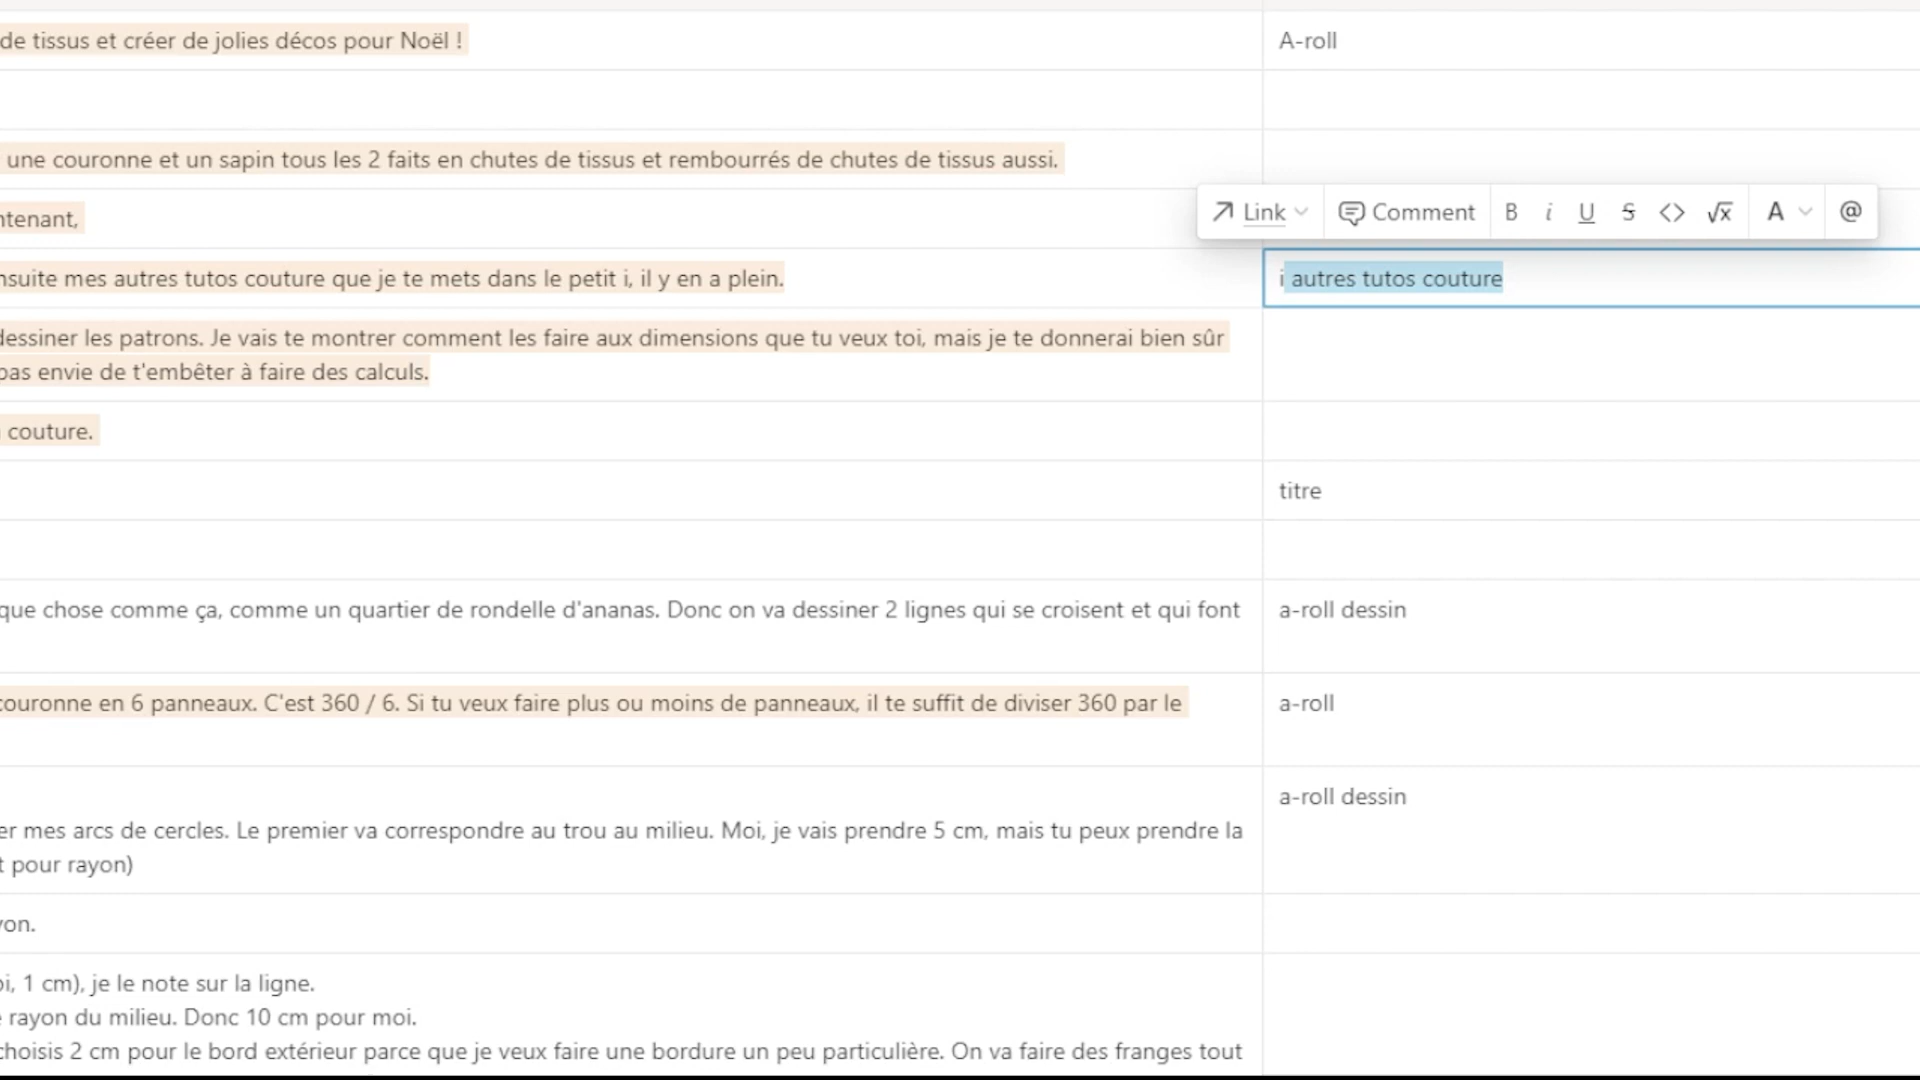 de tissus et créer de jolies décos pour Noël !
A-roll
une couronne et un sapin tous les 2 faits en chutes de tissus et rembourrés de chutes de tissus aussi.
Link
Comment
B i U S <> √x A @
ntenant,
nsuite mes autres tutos couture que je te mets dans le petit i, il y en a plein.
i autres tutos couture
dessiner les patrons. Je vais te montrer comment les faire aux dimensions que tu veux toi, mais je te donnerai bien sûr
pas envie de t'embêter à faire des calculs.
couture.
titre
que chose comme ça, comme un quartier de rondelle d'ananas. Donc on va dessiner 2 lignes qui se croisent et qui font
a-roll dessin
couronne en 6 panneaux. C'est 360 / 6. Si tu veux faire plus ou moins de panneaux, il te suffit de diviser 360 par le
a-roll
a-roll dessin
er mes arcs de cercles. Le premier va correspondre au trou au milieu. Moi, je vais prendre 5 cm, mais tu peux prendre la
t pour rayon)
yon.
oi, 1 cm), je le note sur la ligne.
e rayon du milieu. Donc 10 cm pour moi.
choisis 2 cm pour le bord extérieur parce que je veux faire une bordure un peu particulière. On va faire des franges tout